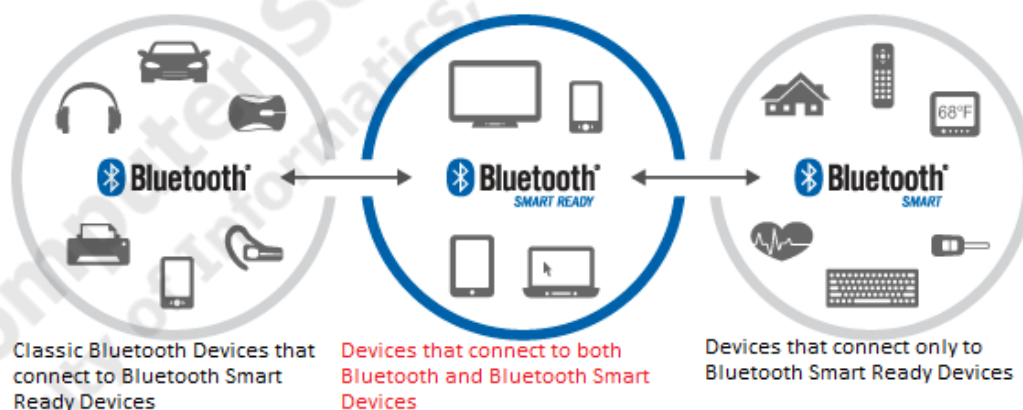 68°F
Bluetooth
Bluetooth
SMART READY
Bluetooth
SMART
Classic Bluetooth Devices that
connect to Bluetooth Smart
Ready Devices
Devices that connect to both
Bluetooth and Bluetooth Smart
Devices
Devices that connect only to
Bluetooth Smart Ready Devices